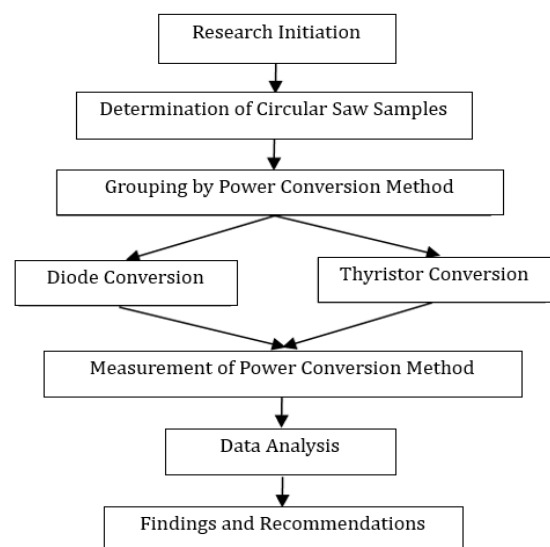 Research Initiation
Determination of Circular Saw Samples
Grouping by Power Conversion Method
Diode Conversion
Thyristor Conversion
Measurement of Power Conversion Method
Data Analysis
Findings and Recommendations